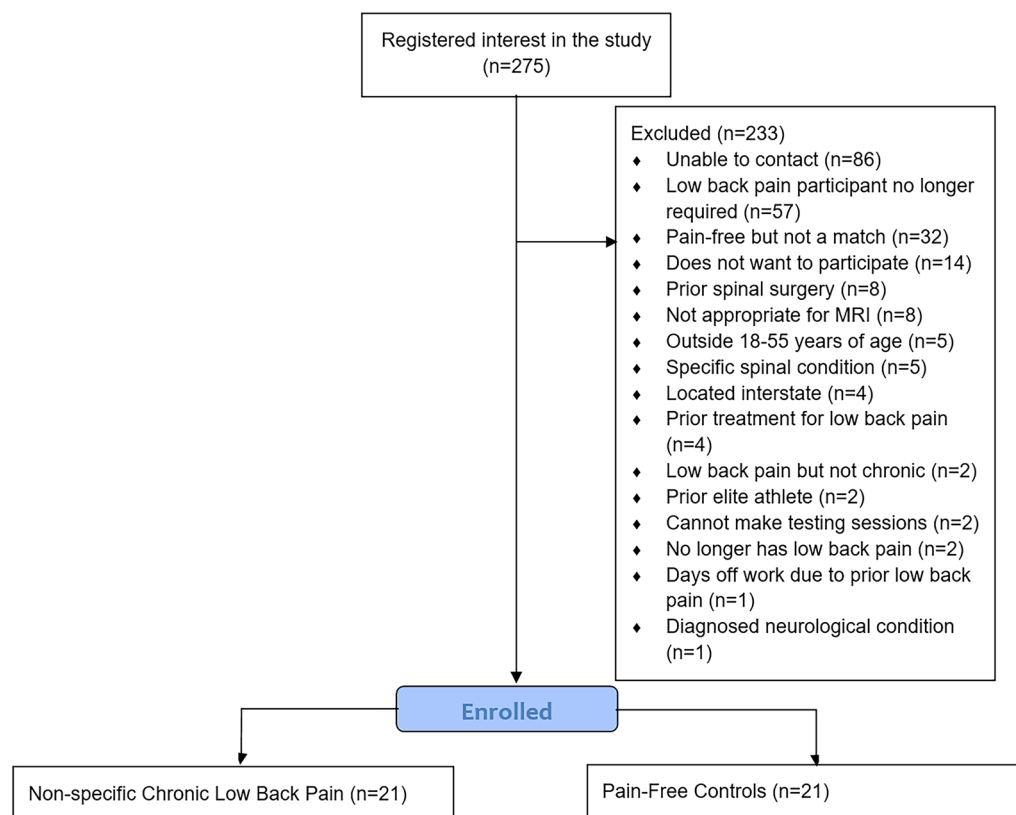 Registered interest in the study
(n=275)
Excluded (n=233)
♦ Unable to contact (n=86)
♦ Low back pain participant no longer
required (n=57)
♦ Pain-free but not a match (n=32)
♦ Does not want to participate (n=14)
♦ Prior spinal surgery (n=8)
♦ Not appropriate for MRI (n=8)
♦ Outside 18-55 years of age (n=5)
♦ Specific spinal condition (n=5)
♦ Located interstate (n=4)
♦ Prior treatment for low back pain
(n=4)
♦ Low back pain but not chronic (n=2)
♦ Prior elite athlete (n=2)
♦ Cannot make testing sessions (n=2)
♦ No longer has low back pain (n=2)
♦ Days off work due to prior low back
pain (n=1)
♦ Diagnosed neurological condition
(n=1)
Enrolled
Non-specific Chronic Low Back Pain (n=21)
Pain-Free Controls (n=21)